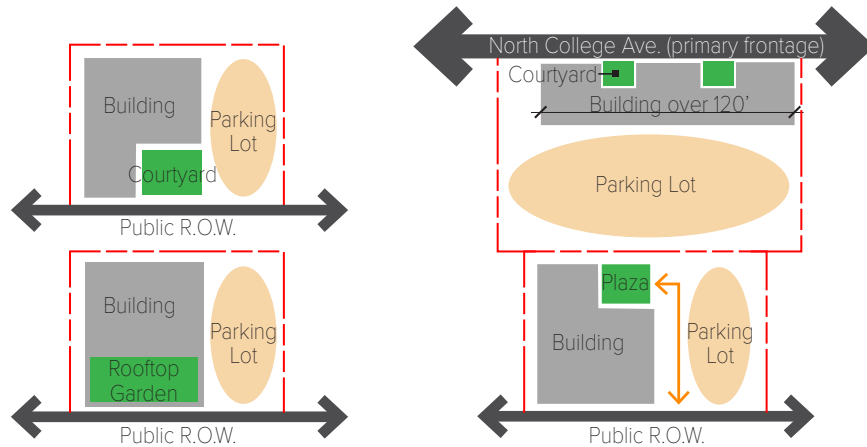 Building
Parking
Lot
Courtyard
Public R.O.W.
North College Ave. (primary frontage)
Courtyard
Building over 120’
Parking Lot
Building
Parking
Lot
Rooftop
Garden
Public R.O.W.
Plaza
Building
Parking
Lot
Public R.O.W.